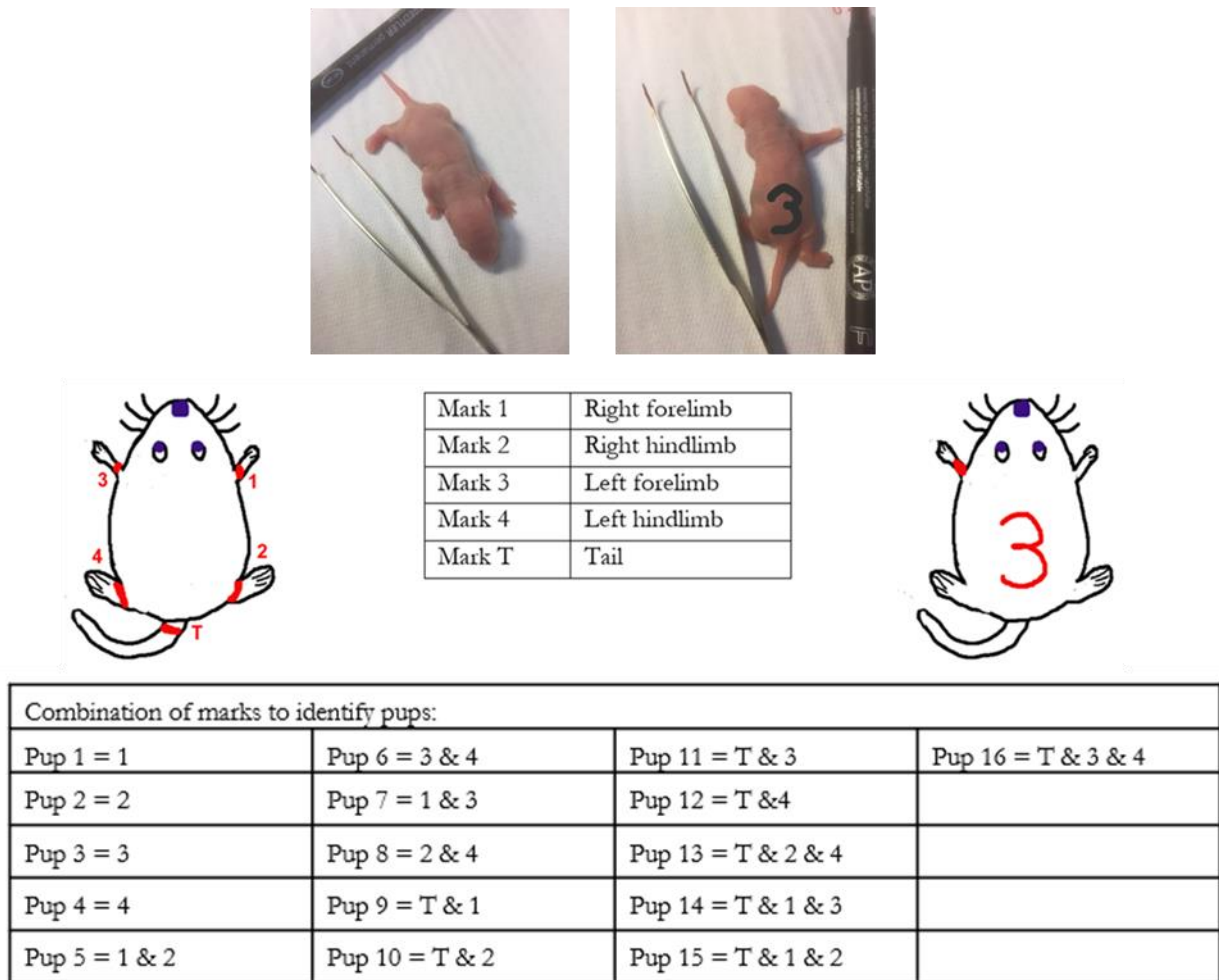 STAEDTLER permanent
3
AP
F
Mark 1 Right forelimb
Mark 2 Right hindlimb
Mark 3 Left forelimb
Mark 4 Left hindlimb
Mark T Tail
3
1
4
2
T
3
Combination of marks to identify pups:
Pup 1 = 1 Pup 6 = 3 & 4 Pup 11 = T & 3 Pup 16 = T & 3 & 4
Pup 2 = 2 Pup 7 = 1 & 3 Pup 12 = T &4
Pup 3 = 3 Pup 8 = 2 & 4 Pup 13 = T & 2 & 4
Pup 4 = 4 Pup 9 = T & 1 Pup 14 = T & 1 & 3
Pup 5 = 1 & 2 Pup 10 = T & 2 Pup 15 = T & 1 & 2